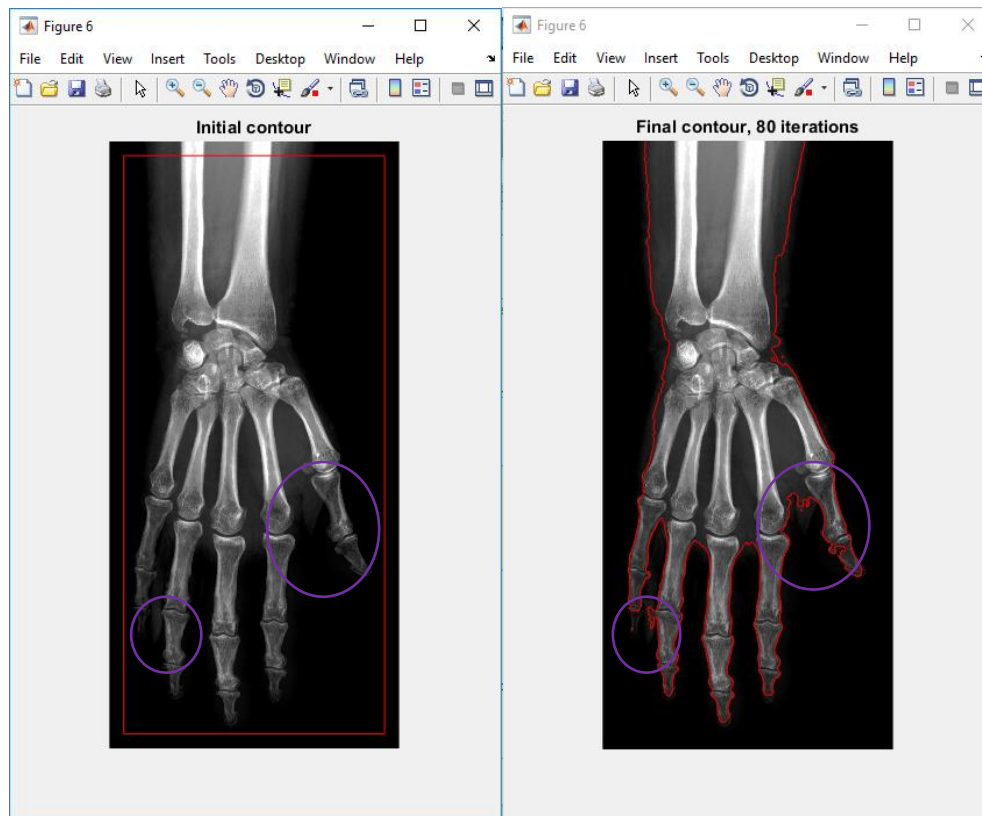 Figure 6
File Edit View Insert Tools Desktop Window Help
Initial contour
Figure 6
File Edit View Insert Tools Desktop Window Help
Final contour, 80 iterations